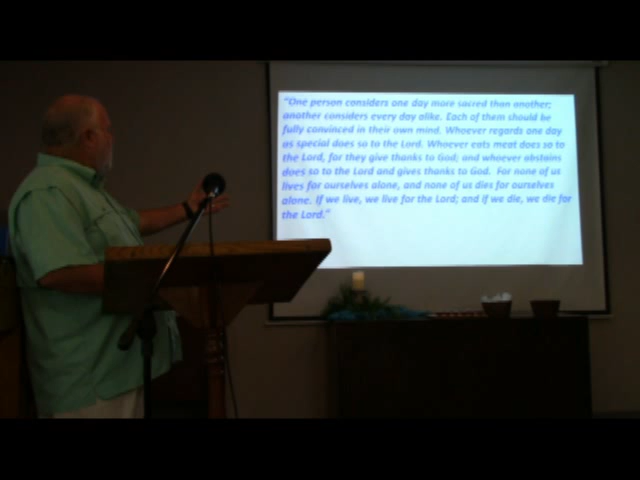 "One person considers one day more sacred than another;
another considers every day alike. Each of them should be
fully convinced in their own mind. Whoever regards one day
as special does so to the Lord. Whoever eats meat does so to
the Lord, for they give thanks to God; and whoever abstains
does so to the Lord and gives thanks to God.  For none of us
lives for ourselves alone, and none of us dies for ourselves
alone. If we live, we live for the Lord; and if we die, we die for
the Lord."